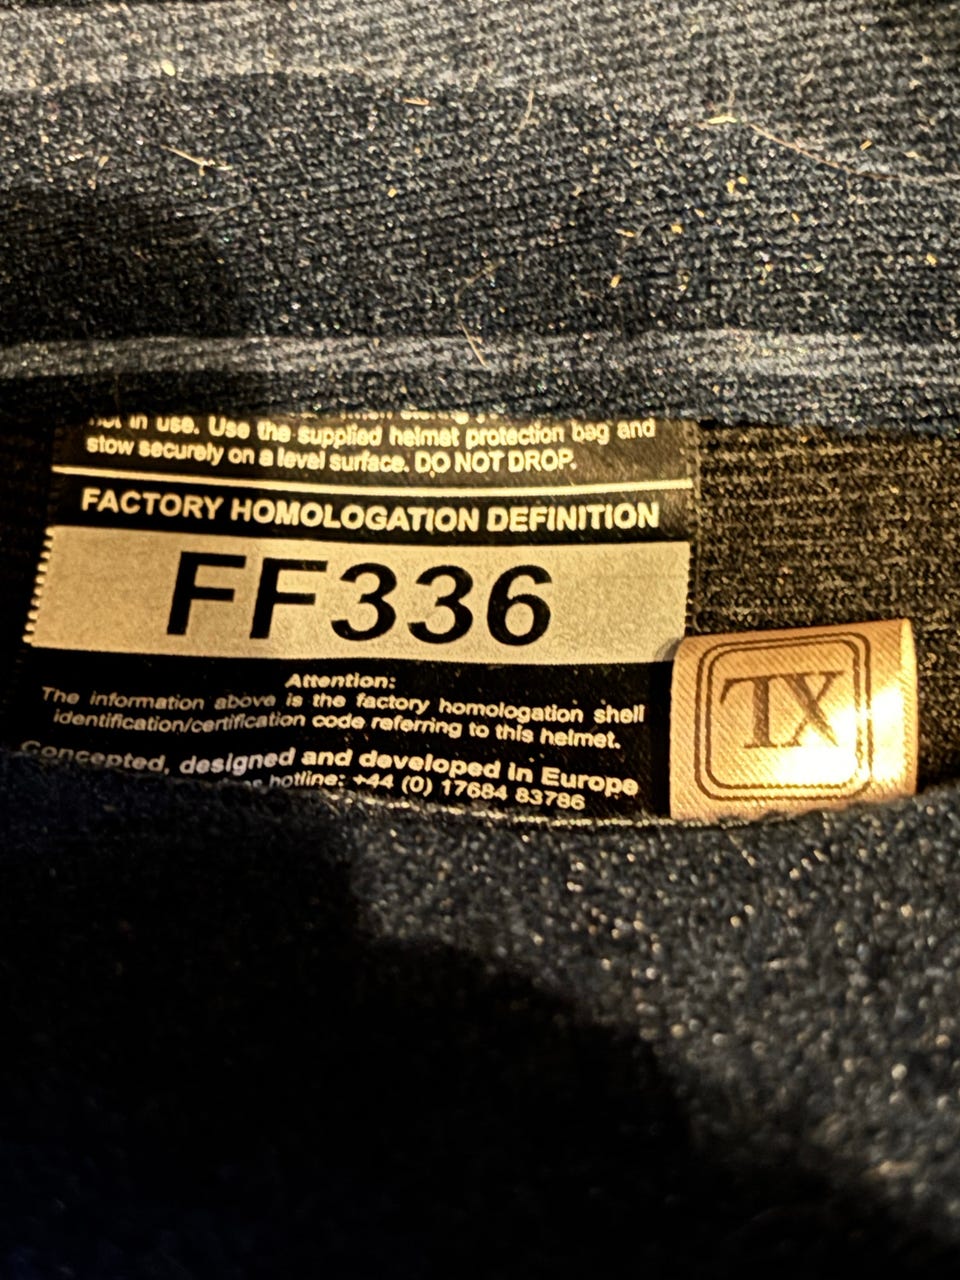 in use. Use the supplied helmet protection bag and
stow securely on a level surface. DO NOT DROP.
FACTORY HOMOLOGATION DEFINITION
FF336
Attention:
The information above is the factory homologation shell
identification/certification code referring to this helmet.
Concepted, designed and developed in Europe
hotline: +44 (0) 17684 83786
XL